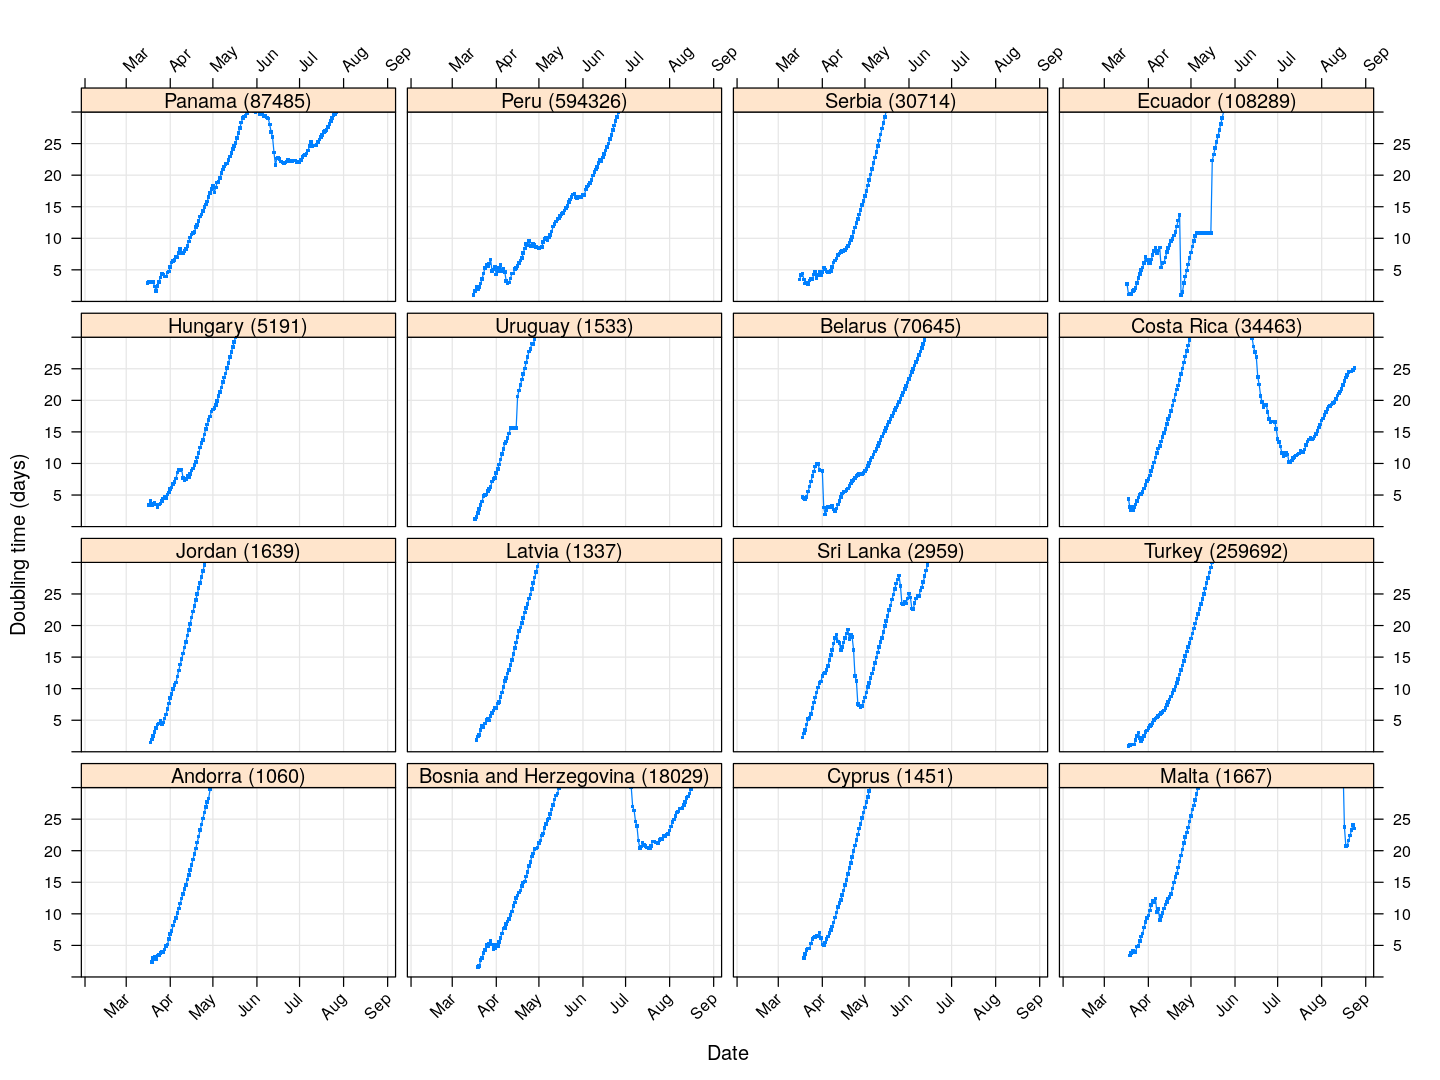 Mar Apr May Jun Jul Aug Sep Mar Apr May Jun Jul Aug Sep Mar Apr May Jun Jul Aug Sep Mar Apr May Jun Jul Aug Sep
Panama (87485) Peru (594326) Serbia (30714) Ecuador (108289)
25 25
20 20
15 15
10 10
5 5
Hungary (5191) Uruguay (1533) Belarus (70645) Costa Rica (34463)
25 25
20 20
15 15
10 10
5 5
Doubling time (days)
Jordan (1639) Latvia (1337) Sri Lanka (2959) Turkey (259692)
25 25
20 20
15 15
10 10
5 5
Andorra (1060) Bosnia and Herzegovina (18029) Cyprus (1451) Malta (1667)
25 25
20 20
15 15
10 10
5 5
Mar Apr May Jun Jul Aug Sep Mar Apr May Jun Jul Aug Sep Mar Apr May Jun Jul Aug Sep Mar Apr May Jun Jul Aug Sep
Date